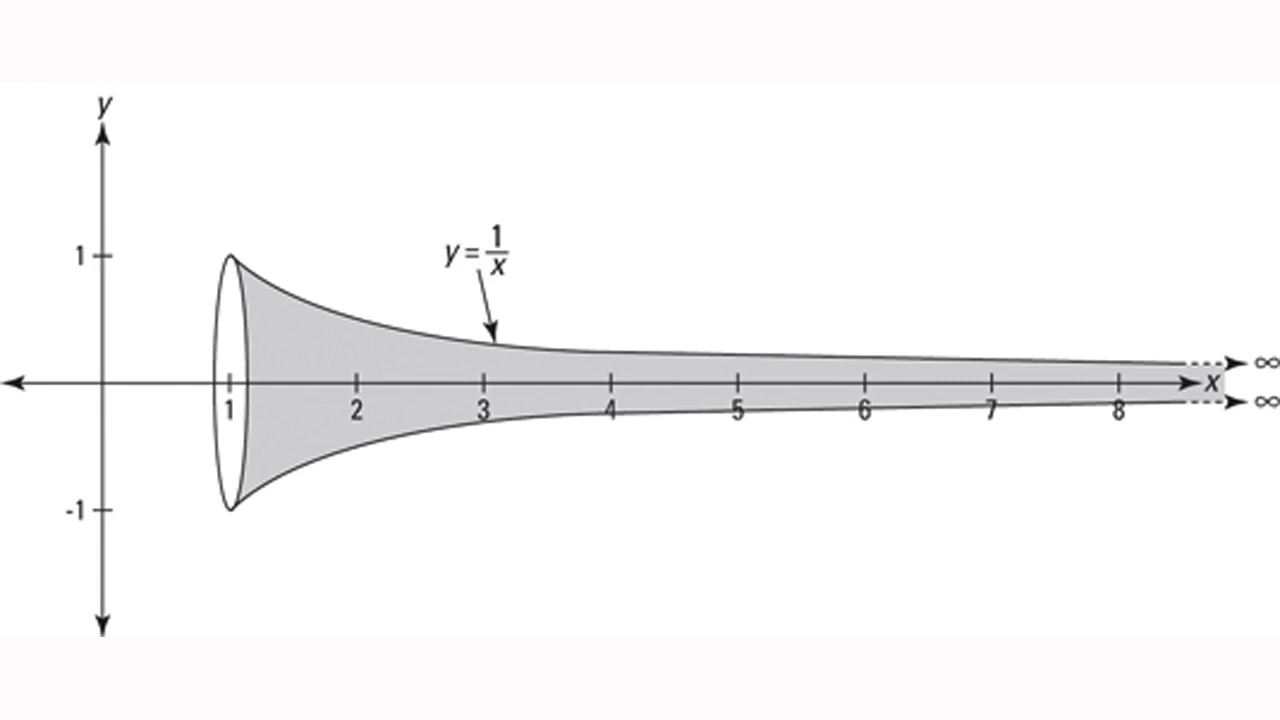 y
1
y = 1/x
∞
x
1 2 3 4 5 6 7 8
∞
-1